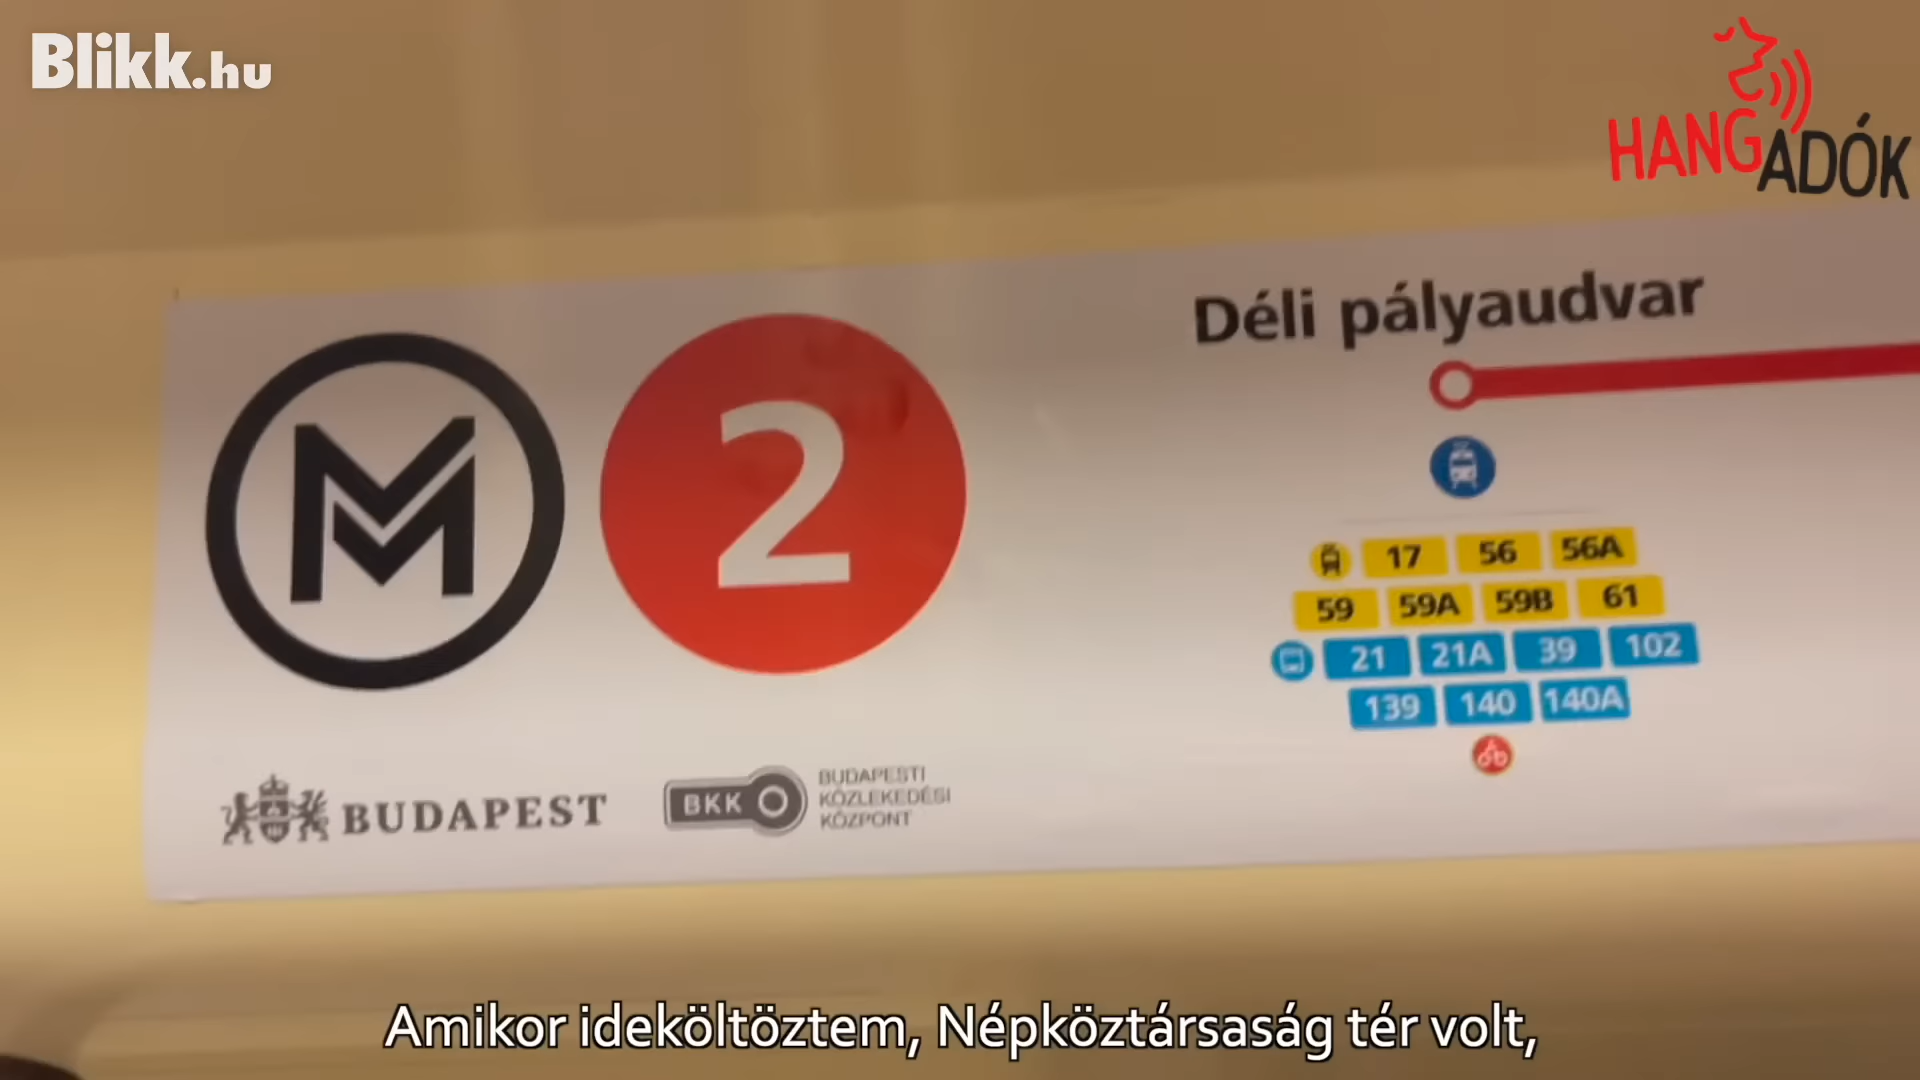 Blikk.hu
HANGADÓK
Déli pályaudvar
M 2
17 56 56A
59 59A 59B 61
21 21A 39 102
139 140 140A
BUDAPEST
BKK
BUDAPESTI
KÖZLEKEDÉSI
KÖZPONT
Amikor ideköltöztem, Népköztársaság tér volt,